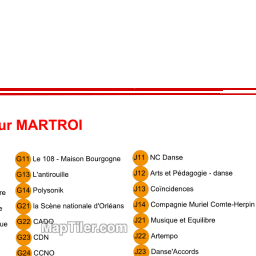 ur MARTROI
G11 Le 108 - Maison Bourgogne
G13 L'antirouille
G14 Polysonik
G21 la Scène nationale d'Orléans
G22 CADO
G23 CDN
G24 CCNO
J11 NC Danse
J12 Arts et Pédagogie - danse
J13 Coïncidences
J14 Compagnie Muriel Comte-Herpin
J21 Musique et Equilibre
J22 Artempo
J23 Danse'Accords
re
e
ue
MapTiler.com